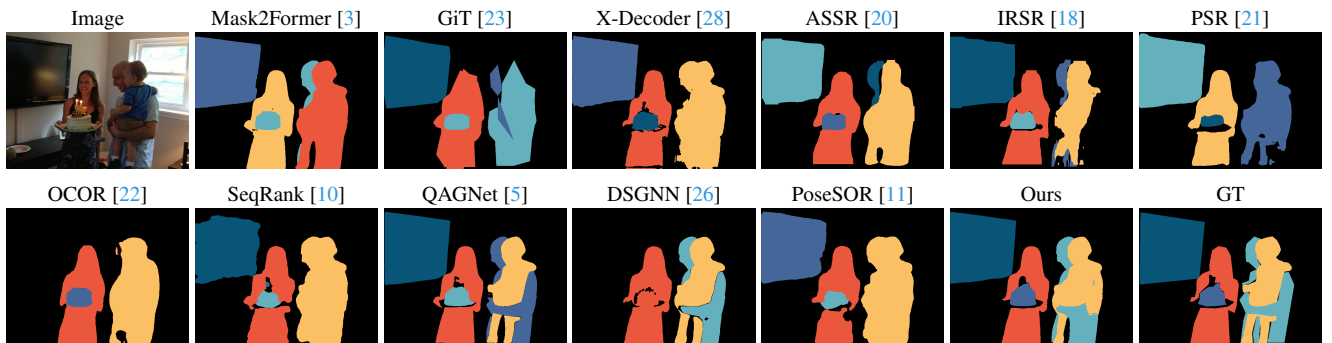 Image Mask2Former [3] GiT [23] X-Decoder [28] ASSR [20] IRSR [18] PSR [21]
OCOR [22] SeqRank [10] QAGNet [5] DSGNN [26] PoseSOR [11] Ours GT